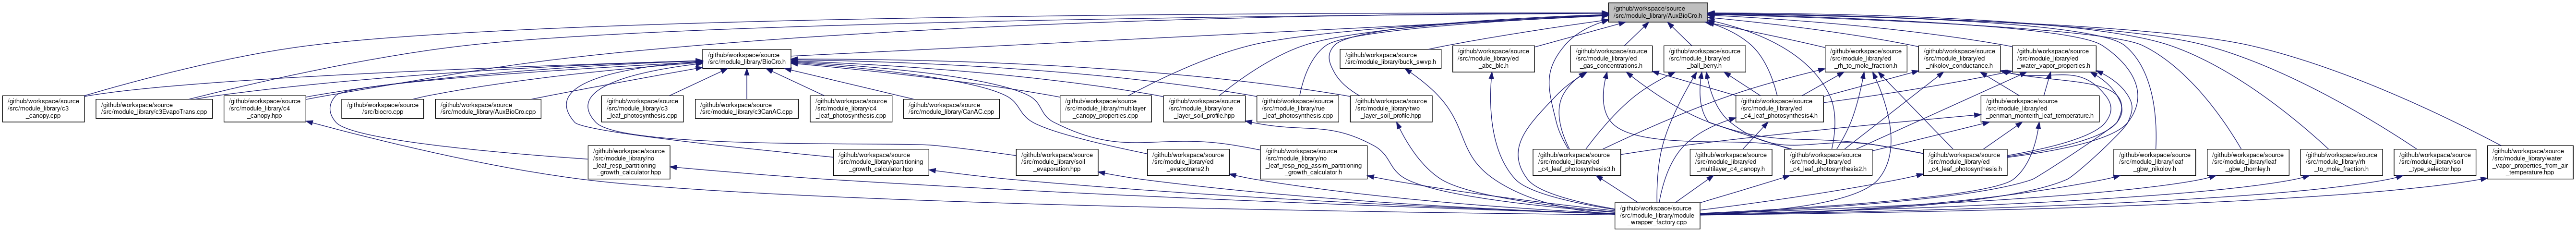 /github/workspace/source
/src/module_library/AuxBioCro.h
/github/workspace/source
/src/module_library/BioCro.h
/github/workspace/source
/src/module_library/buck_swvp.h
/github/workspace/source
/src/module_library/ed
_abc_blc.h
/github/workspace/source
/src/module_library/ed
_gas_concentrations.h
/github/workspace/source
/src/module_library/ed
_ball_berry.h
/github/workspace/source
/src/module_library/ed
_rh_to_mole_fraction.h
/github/workspace/source
/src/module_library/ed
_nikolov_conductance.h
/github/workspace/source
/src/module_library/ed
_water_vapor_properties.h
/github/workspace/source
/src/module_library/c3
_canopy.cpp
/github/workspace/source
/src/module_library/c3EvapoTrans.cpp
/github/workspace/source
/src/module_library/c4
_canopy.hpp
/github/workspace/source
/src/biocro.cpp
/github/workspace/source
/src/module_library/AuxBioCro.cpp
/github/workspace/source
/src/module_library/c3
_leaf_photosynthesis.cpp
/github/workspace/source
/src/module_library/c3CanAC.cpp
/github/workspace/source
/src/module_library/c4
_leaf_photosynthesis.cpp
/github/workspace/source
/src/module_library/CanAC.cpp
/github/workspace/source
/src/module_library/multilayer
_canopy_properties.cpp
/github/workspace/source
/src/module_library/one
_layer_soil_profile.hpp
/github/workspace/source
/src/module_library/rue
_leaf_photosynthesis.cpp
/github/workspace/source
/src/module_library/two
_layer_soil_profile.hpp
/github/workspace/source
/src/module_library/ed
_c4_leaf_photosynthesis4.h
/github/workspace/source
/src/module_library/ed
_penman_monteith_leaf_temperature.h
/github/workspace/source
/src/module_library/no
_leaf_resp_partitioning
_growth_calculator.hpp
/github/workspace/source
/src/module_library/partitioning
_growth_calculator.hpp
/github/workspace/source
/src/module_library/soil
_evaporation.hpp
/github/workspace/source
/src/module_library/ed
_evapotrans2.h
/github/workspace/source
/src/module_library/no
_leaf_resp_neg_assim_partitioning
_growth_calculator.h
/github/workspace/source
/src/module_library/ed
_c4_leaf_photosynthesis3.h
/github/workspace/source
/src/module_library/ed
_multilayer_c4_canopy.h
/github/workspace/source
/src/module_library/ed
_c4_leaf_photosynthesis2.h
/github/workspace/source
/src/module_library/ed
_c4_leaf_photosynthesis.h
/github/workspace/source
/src/module_library/leaf
_gbw_nikolov.h
/github/workspace/source
/src/module_library/leaf
_gbw_thornley.h
/github/workspace/source
/src/module_library/rh
_to_mole_fraction.h
/github/workspace/source
/src/module_library/soil
_type_selector.hpp
/github/workspace/source
/src/module_library/water
_vapor_properties_from_air
_temperature.hpp
/github/workspace/source
/src/module_library/module
_wrapper_factory.cpp